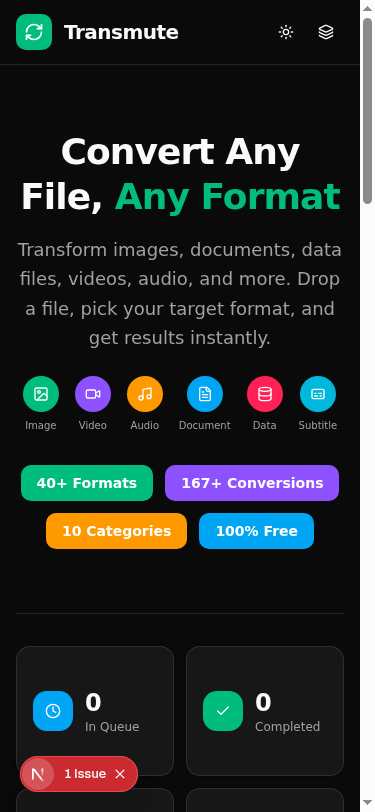 Transmute
Convert Any
File, Any Format
Transform images, documents, data
files, videos, audio, and more. Drop
a file, pick your target format, and
get results instantly.
Image Video Audio Document Data Subtitle
40+ Formats 167+ Conversions
10 Categories 100% Free
0 0
In Queue Completed
N 1 Issue